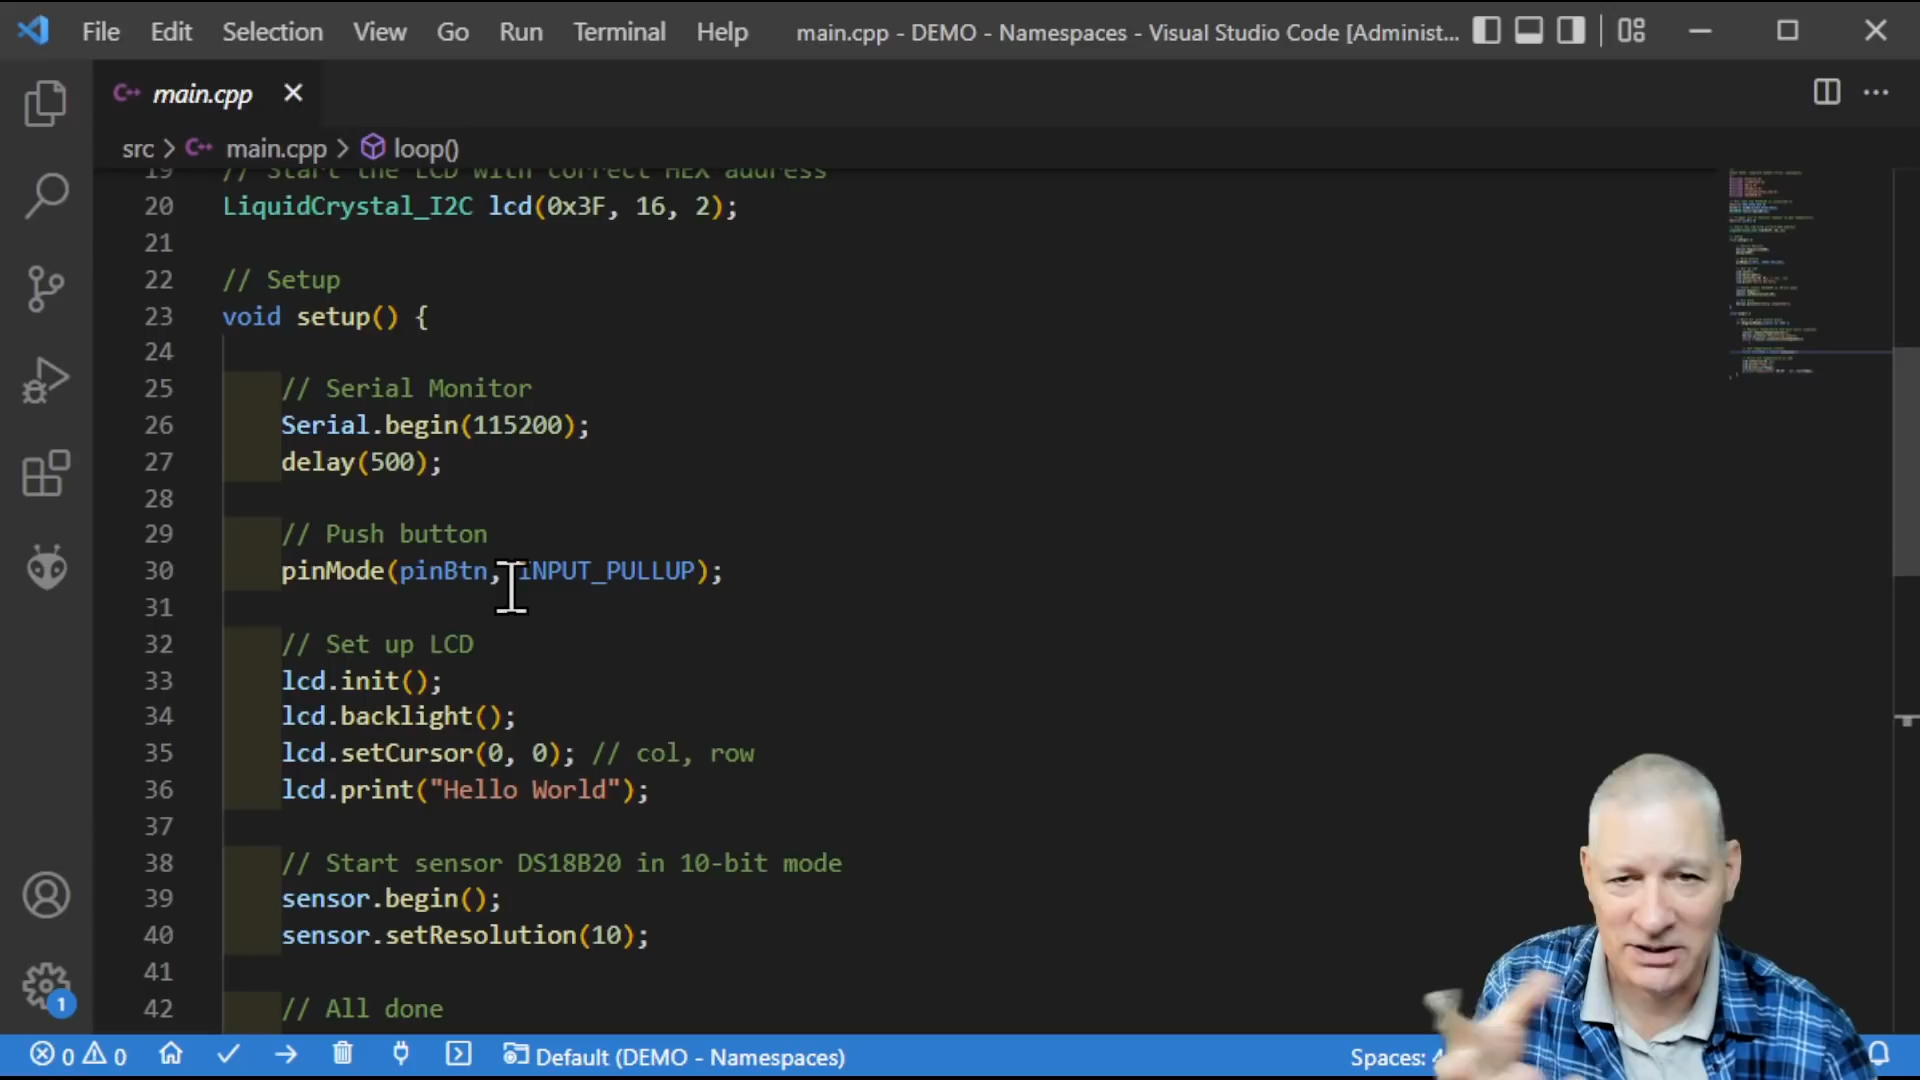 File Edit Selection View Go Run Terminal Help main.cpp - DEMO - Namespaces - Visual Studio Code [Administ...
C++ main.cpp
src > C++ main.cpp > loop()
19 // Start the LCD with correct HEX address
20 LiquidCrystal_I2C lcd(0x3F, 16, 2);
21
22 // Setup
23 void setup() {
24
25 // Serial Monitor
26 Serial.begin(115200);
27 delay(500);
28
29 // Push button
30 pinMode(pinBtn, INPUT_PULLUP);
31
32 // Set up LCD
33 lcd.init();
34 lcd.backlight();
35 lcd.setCursor(0, 0); // col, row
36 lcd.print("Hello World");
37
38 // Start sensor DS18B20 in 10-bit mode
39 sensor.begin();
40 sensor.setResolution(10);
41
42 // All done
1
0 0 Default (DEMO - Namespaces) Spaces: 4